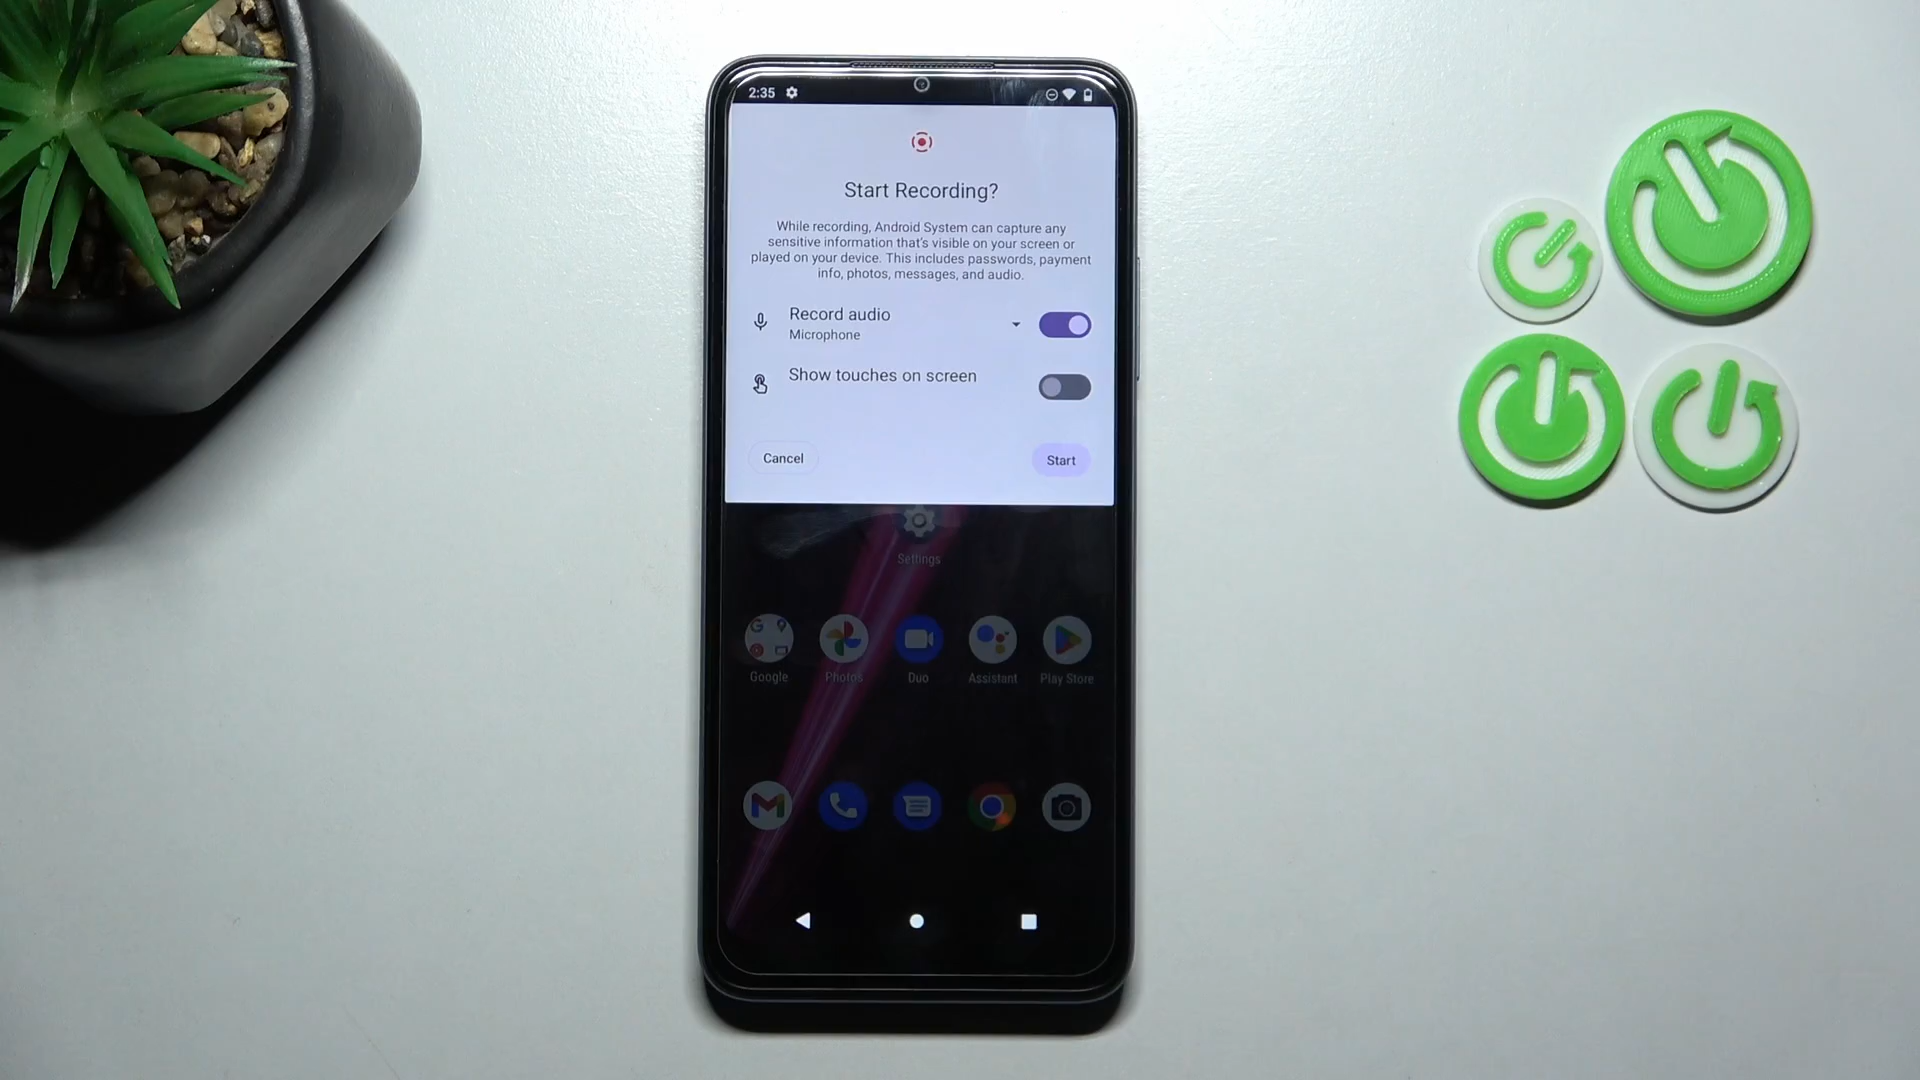 2:35
Start Recording?
While recording, Android System can capture any
sensitive information that's visible on your screen or
played on your device. This includes passwords, payment
info, photos, messages, and audio.
Record audio
Microphone
Show touches on screen
Cancel
Start
Settings
Google
Photos
Duo
Assistant
Play Store